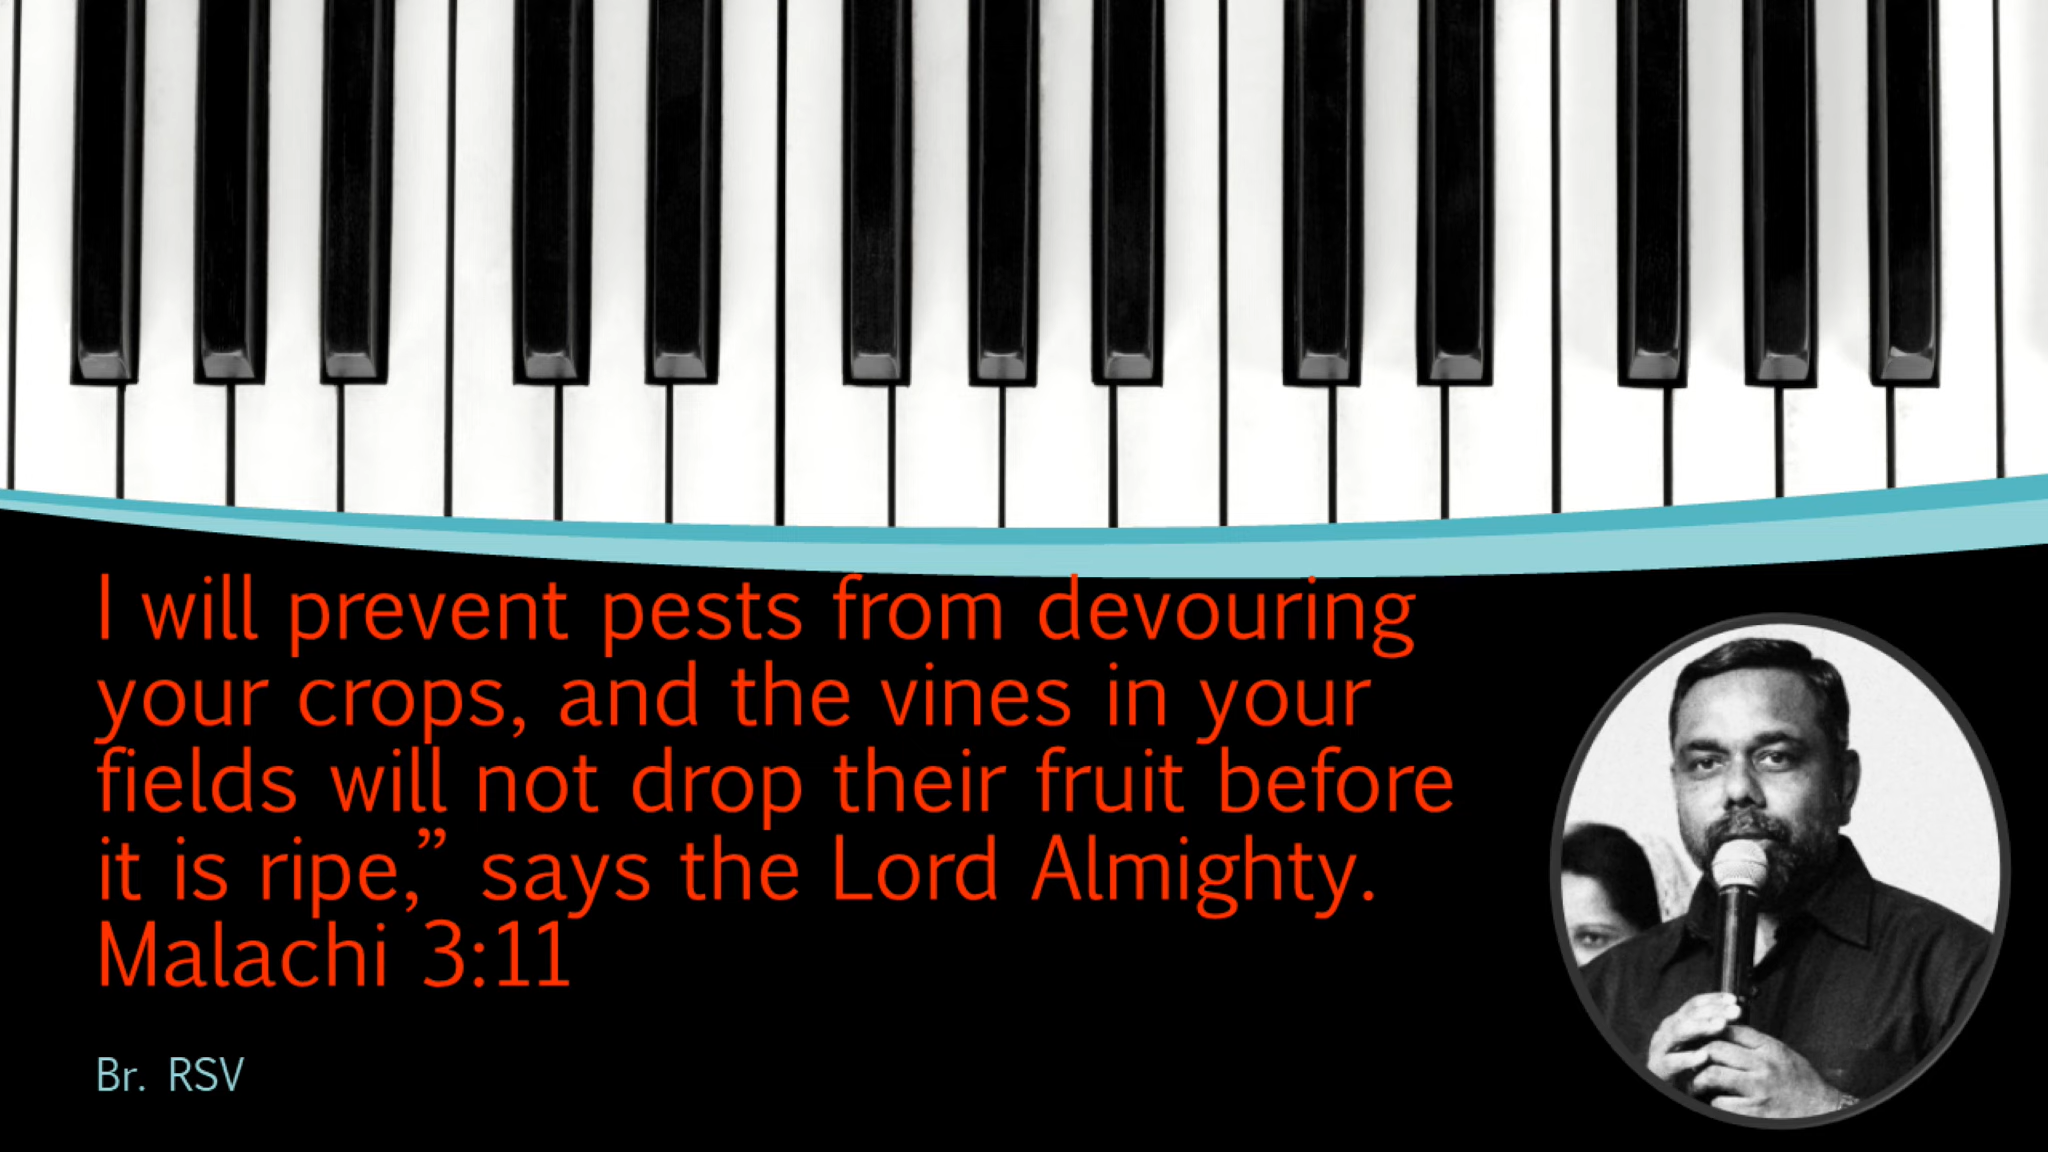 I will prevent pests from devouring
your crops, and the vines in your
fields will not drop their fruit before
it is ripe,” says the Lord Almighty.
Malachi 3:11
Br. RSV